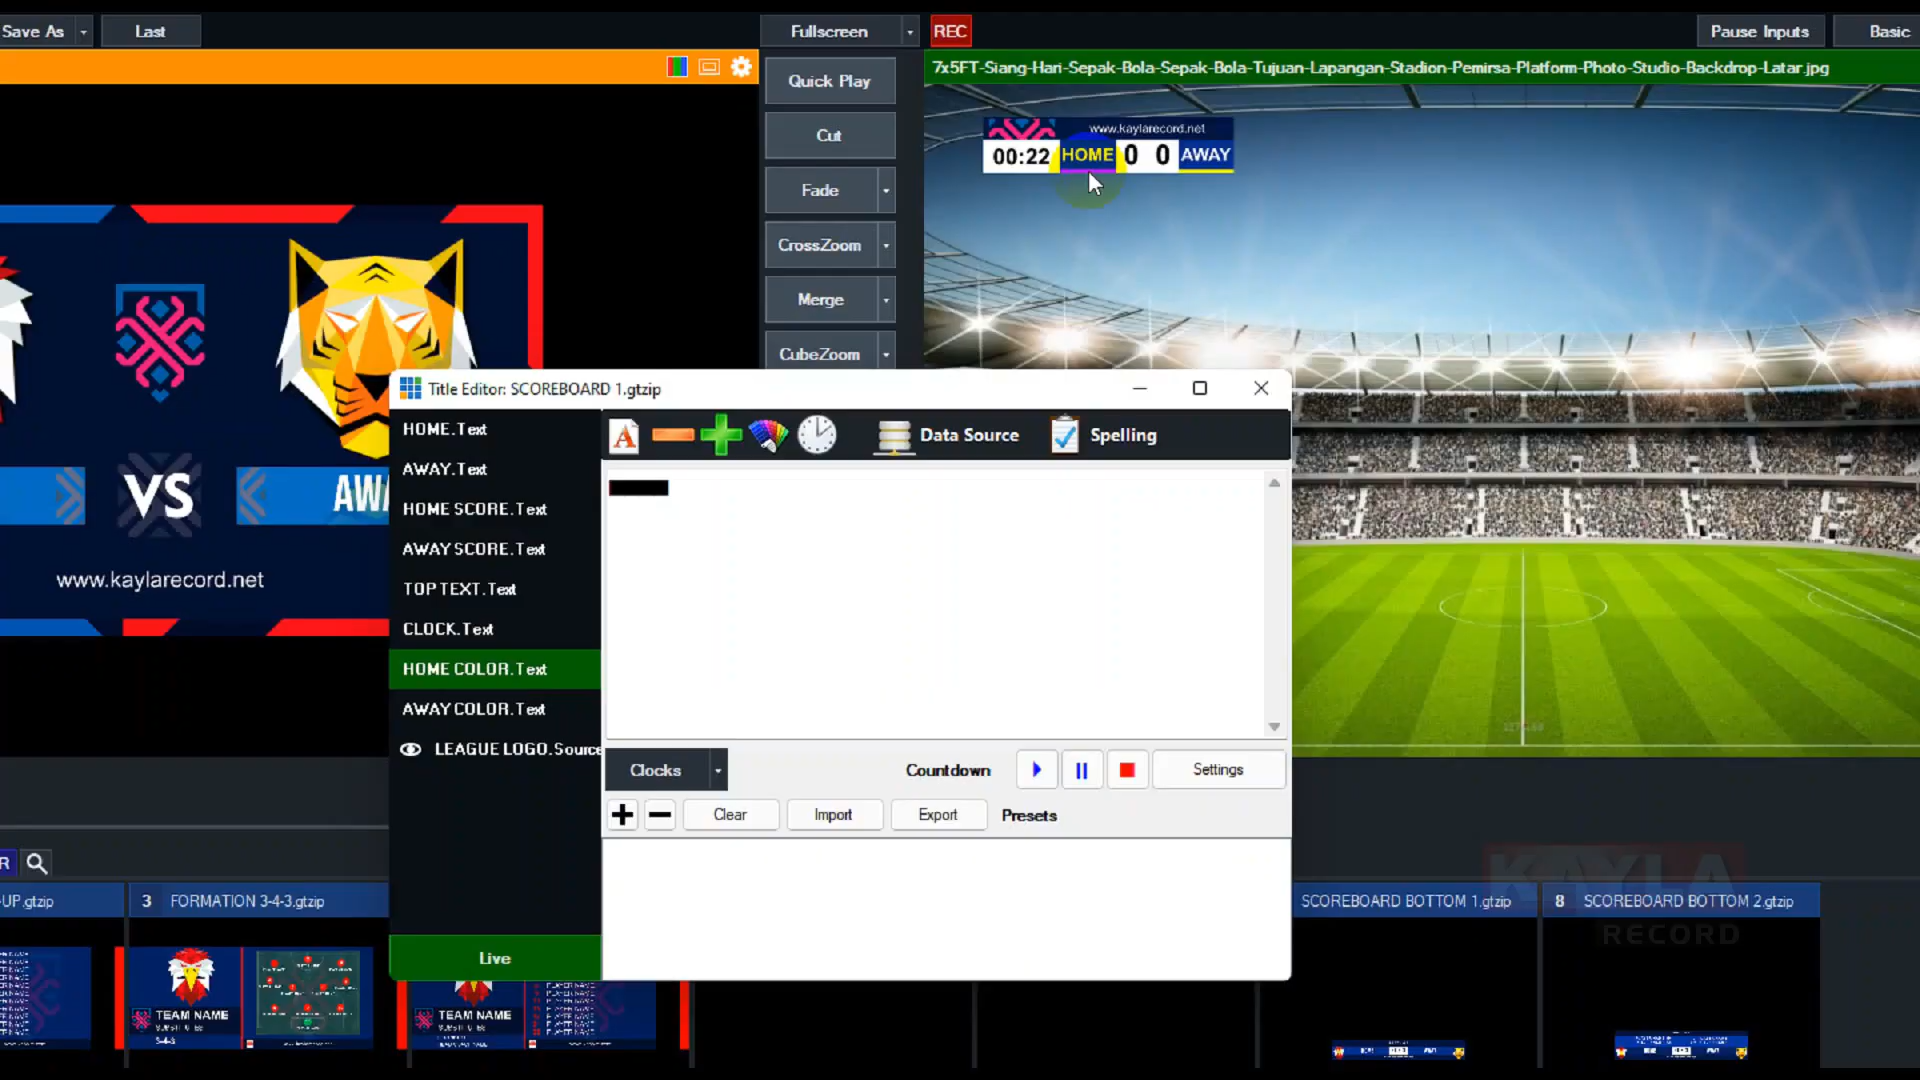 Save As
Last
Fullscreen
REC
Pause Inputs
Basic
7x5FT-Siang-Hari-Sepak-Bola-Sepak-Bola-Tujuan-Lapangan-Stadion-Pemirsa-Platform-Photo-Studio-Backdrop-Latar.jpg
Quick Play
Cut
Fade
CrossZoom
Merge
CubeZoom
www.kaylarecord.net
00:22 HOME 0 0 AWAY
VS
www.kaylarecord.net
Title Editor: SCOREBOARD 1.gtzip
HOME.Text
AWAY.Text
HOME SCORE.Text
AWAY SCORE.Text
TOP TEXT.Text
CLOCK.Text
HOME COLOR.Text
AWAY COLOR.Text
LEAGUE LOGO.Source
Live
Data Source
Spelling
Clocks
Countdown
Settings
Clear
Import
Export
Presets
-UP.gtzip
3 FORMATION 3-4-3.gtzip
SCOREBOARD BOTTOM 1.gtzip
8 SCOREBOARD BOTTOM 2.gtzip
KAYLA
RECORD
TEAM NAME
3-4-3
TEAM NAME